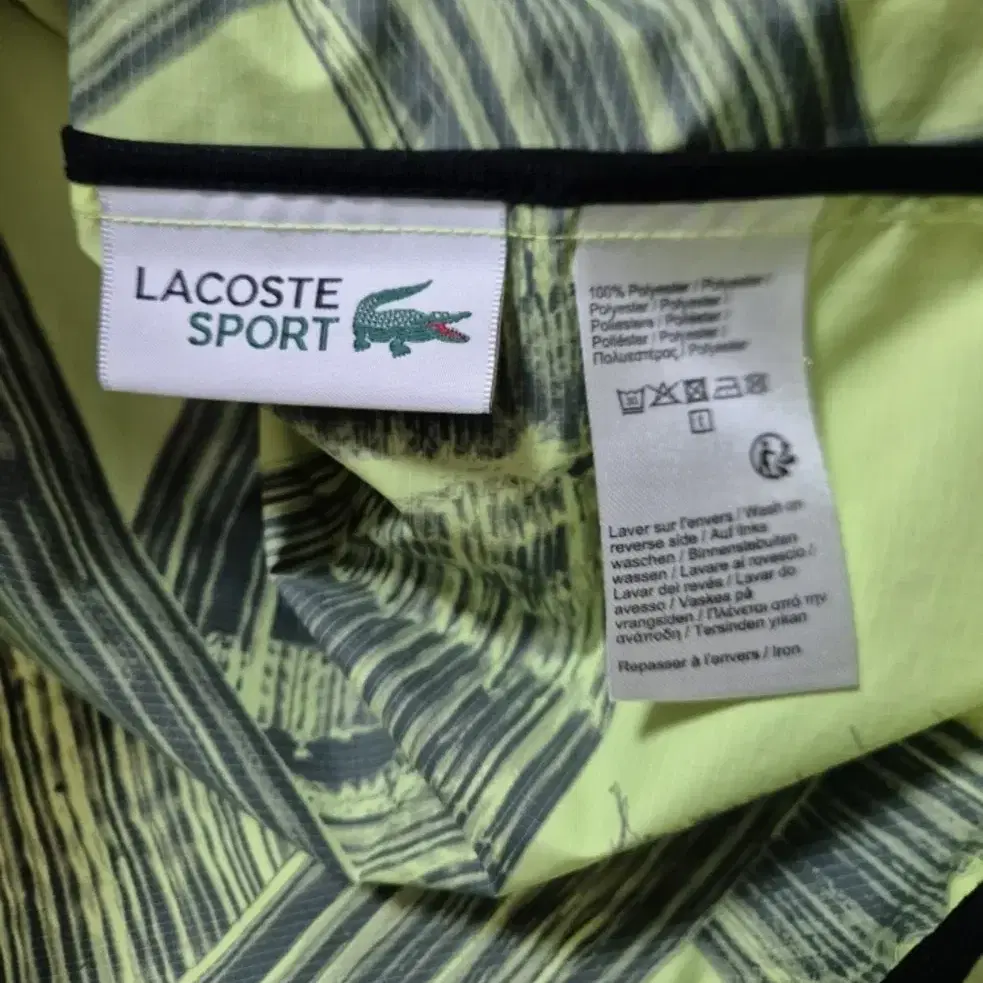 LACOSTE
SPORT
100% Polyester / Polyester /
Polyester / Polyester /
Poliestere / Poliéster /
Poliéster / Polyester /
Πολυεστέρας / Polyester
30
Laver sur l'envers / Wash on
reverse side / Auf links
waschen / Binnenstebuiten
wassen / Lavare al rovescio /
Lavar del revés / Lavar do
avesso / Vaskes på
vrangsiden / Πλένεται από την
ανάποδη / Tersinden yıkan
Repasser à l'envers / Iron